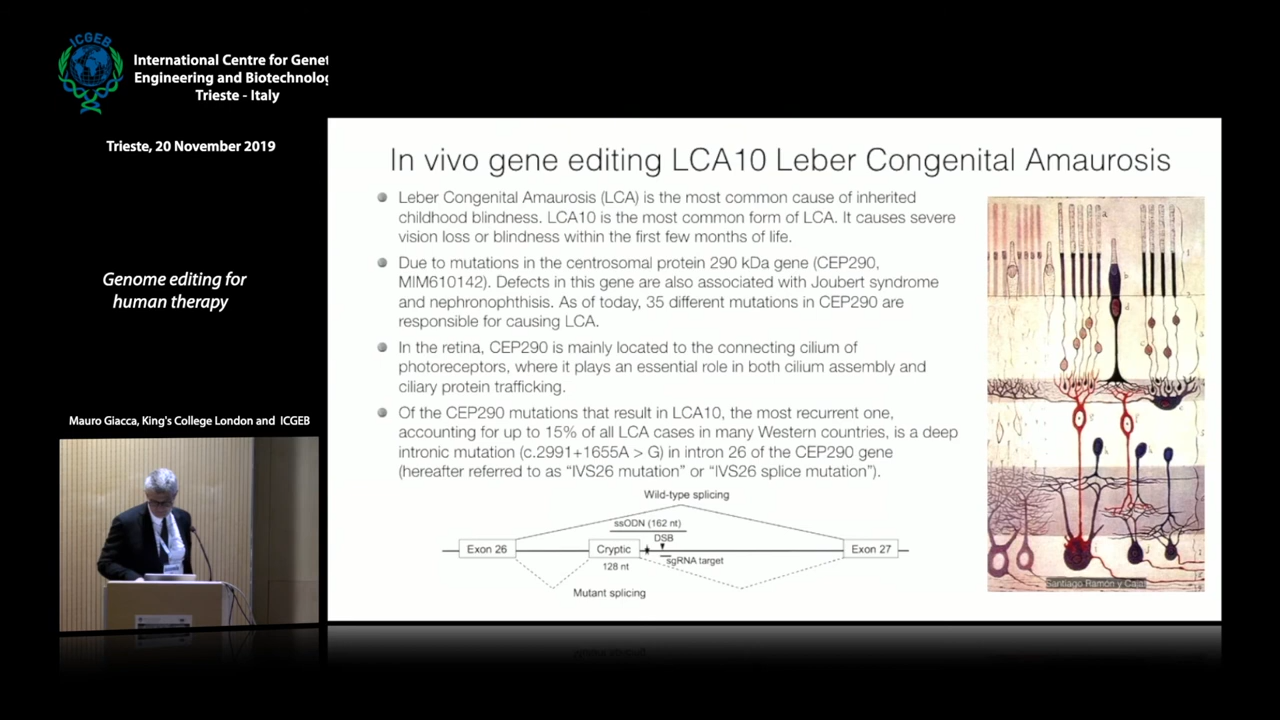 ICGEB
International Centre for Genet
Engineering and Biotechnolog
Trieste - Italy
Trieste, 20 November 2019
Genome editing for
human therapy
Mauro Giacca, King's College London and ICGEB
In vivo gene editing LCA10 Leber Congenital Amaurosis
Leber Congenital Amaurosis (LCA) is the most common cause of inherited
childhood blindness. LCA10 is the most common form of LCA. It causes severe
vision loss or blindness within the first few months of life.
Due to mutations in the centrosomal protein 290 kDa gene (CEP290,
MIM610142). Defects in this gene are also associated with Joubert syndrome
and nephronophthisis. As of today, 35 different mutations in CEP290 are
responsible for causing LCA.
In the retina, CEP290 is mainly located to the connecting cilium of
photoreceptors, where it plays an essential role in both cilium assembly and
ciliary protein trafficking.
Of the CEP290 mutations that result in LCA10, the most recurrent one,
accounting for up to 15% of all LCA cases in many Western countries, is a deep
intronic mutation (c.2991+1655A > G) in intron 26 of the CEP290 gene
(hereafter referred to as “IVS26 mutation” or “IVS26 splice mutation”).
Wild-type splicing
ssODN (162 nt)
DSB
Exon 26
Cryptic
Exon 27
128 nt
sgRNA target
Mutant splicing
Santiago Ramón y Cajal